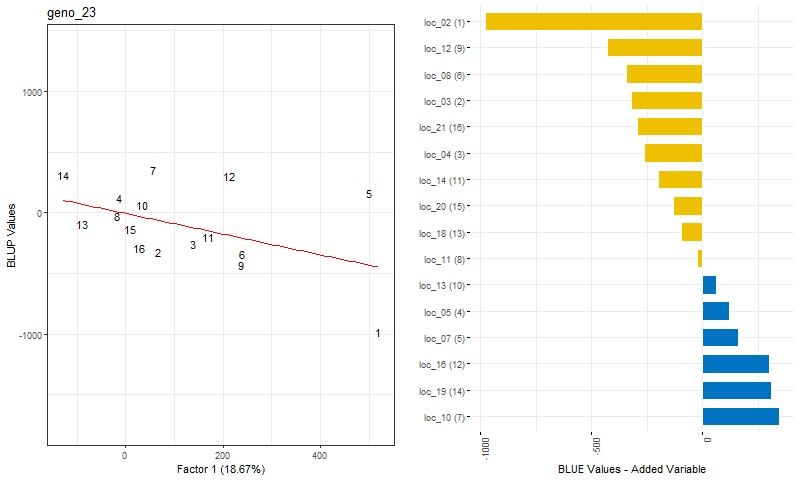 geno_23
BLUP Values
1000
0
-1000
14
7
12
5
4
10
8
13
15
11
16
2
3
6
9
1
0
200
400
Factor 1 (18.67%)
loc_02 (1)
loc_12 (9)
loc_08 (6)
loc_03 (2)
loc_21 (16)
loc_04 (3)
loc_14 (11)
loc_20 (15)
loc_18 (13)
loc_11 (8)
loc_13 (10)
loc_05 (4)
loc_07 (5)
loc_16 (12)
loc_19 (14)
loc_10 (7)
-1000
-500
0
BLUE Values - Added Variable